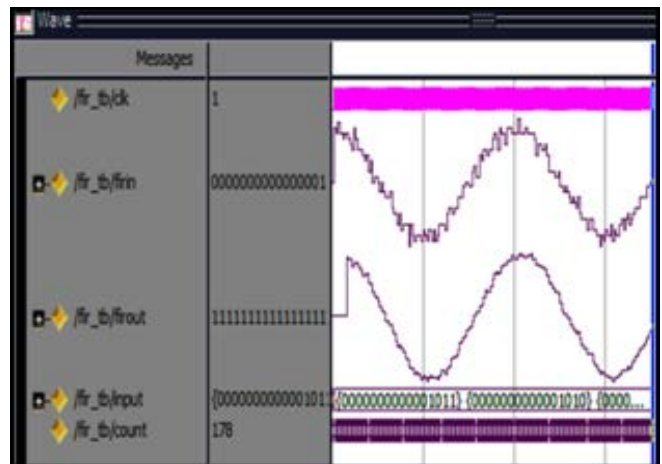 Wave
Messages
/fir_tb/clk 1
/fir_tb/firin 0000000000000001
/fir_tb/firout 1111111111111111
/fir_tb/input {0000000000001011 {0000000000001011} {0000000000001010} {0000...
/fir_tb/count 178